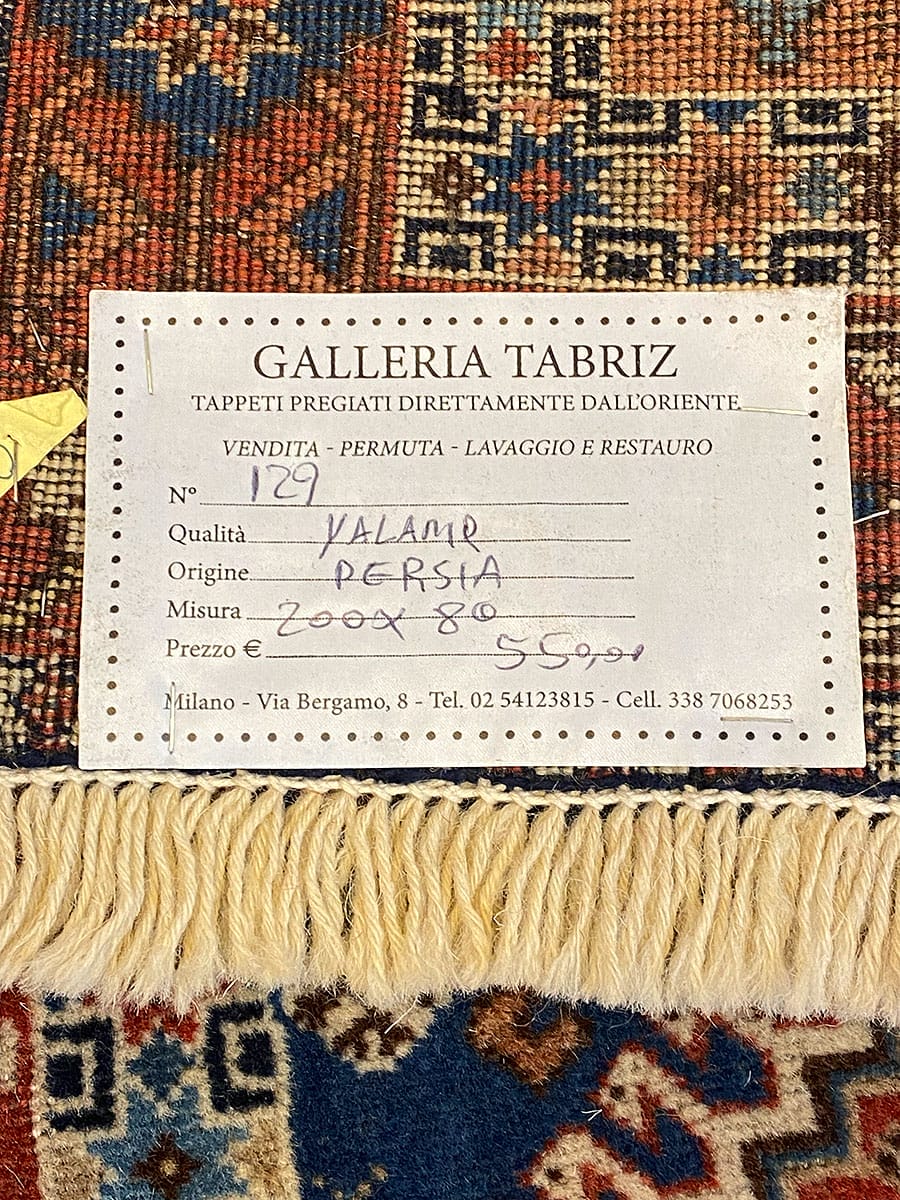 GALLERIA TABRIZ
TAPPETI PREGIATI DIRETTAMENTE DALL'ORIENTE
VENDITA - PERMUTA - LAVAGGIO E RESTAURO
N° 129
Qualità YALAMR
Origine PERSIA
Misura 200x 80
Prezzo € 550,00
Milano - Via Bergamo, 8 - Tel. 02 54123815 - Cell. 338 7068253